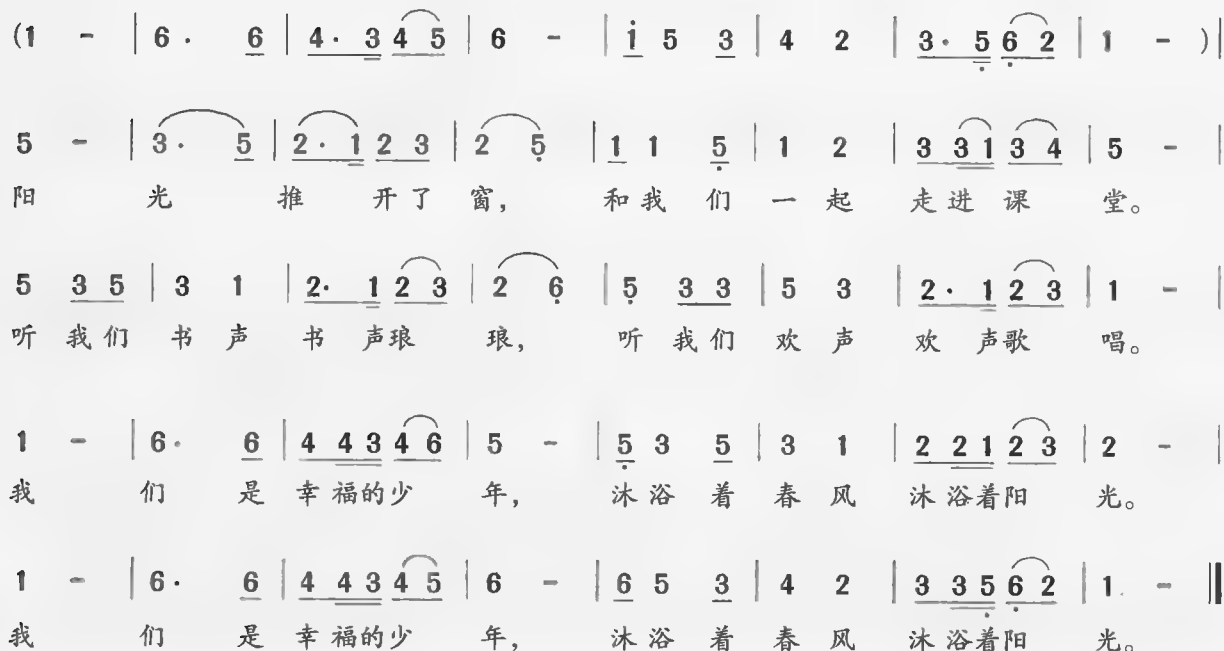 (1 - | 6· 6 | 4· 3 4 5 | 6 - | i 5 3 | 4 2 | 3· 5 6 2 | 1 - )|
5 - | 3· 5 | 2· 1 2 3 | 2 5 | 1 1 5 | 1 2 | 3 3 1 3 4 | 5 - |
阳 光 推 开了 窗, 和我 们 一 起 走进 课 堂。
5 3 5 | 3 1 | 2· 1 2 3 | 2 6 | 5 3 3 | 5 3 | 2· 1 2 3 | 1 - |
听 我们 书 声 书 声琅 琅, 听 我们 欢 声 欢 声歌 唱。
1 - | 6· 6 | 4 4 3 4 6 | 5 - | 5 3 5 | 3 1 | 2 2 1 2 3 | 2 - |
我 们 是 幸福的少 年, 沐浴 着 春 风 沐浴着阳 光。
1 - | 6· 6 | 4 4 3 4 5 | 6 - | 6 5 3 | 4 2 | 3 3 5 6 2 | 1 - ‖
我 们 是 幸福的少 年, 沐浴 着 春 风 沐浴着阳 光。